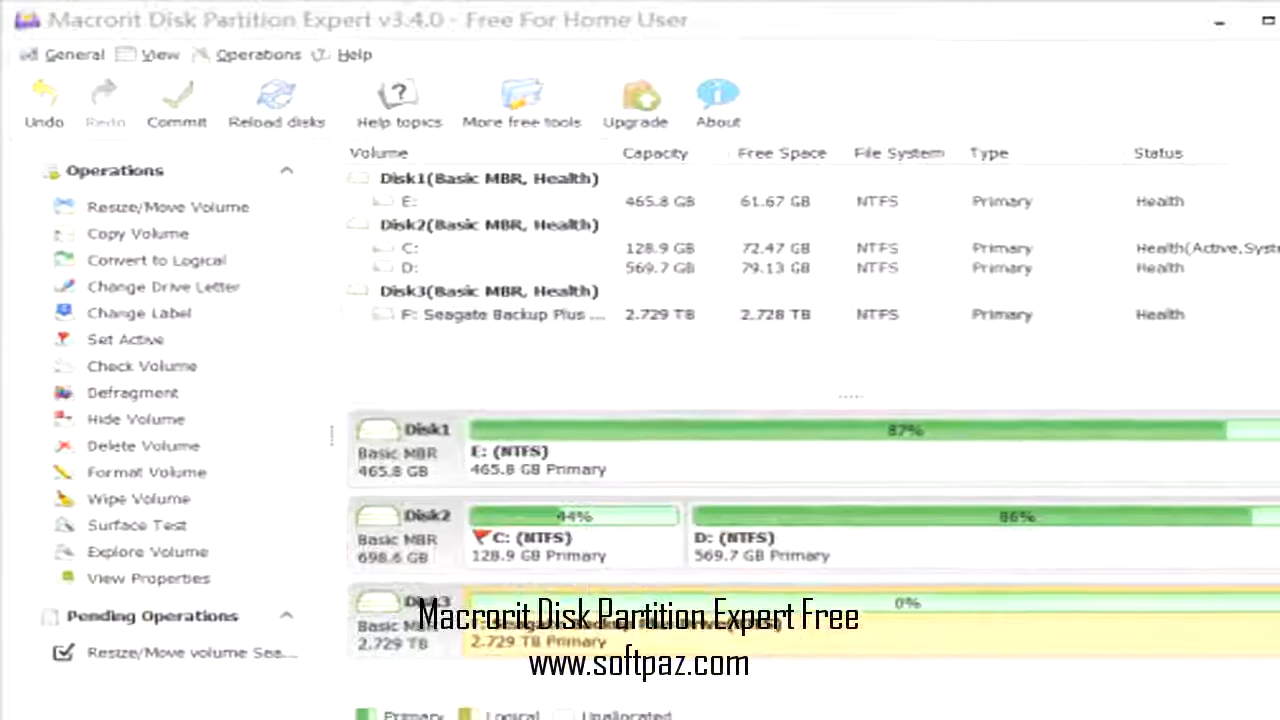 Macrorit Disk Partition Expert v3.4.0 - Free For Home User
General View Operations Help
Undo Redo Commit Reload disks Help topics More free tools Upgrade About
Volume Capacity Free Space File System Type Status
Operations
Disk1(Basic MBR, Health)
E: 465.8 GB 61.67 GB NTFS Primary Health
Resize/Move Volume
Disk2(Basic MBR, Health)
Copy Volume
C: 128.9 GB 72.47 GB NTFS Primary Health(Active,Syste
Convert to Logical
D: 569.7 GB 79.13 GB NTFS Primary Health
Change Drive Letter
Disk3(Basic MBR, Health)
Change Label
F: Seagate Backup Plus ... 2.729 TB 2.728 TB NTFS Primary Health
Set Active
Check Volume
Defragment
Hide Volume
Delete Volume
Format Volume
Wipe Volume
Surface Test
Explore Volume
View Properties
Pending Operations
Resize/Move volume Sea...
Disk1 87%
Basic MBR E: (NTFS)
465.8 GB 465.8 GB Primary
Disk2 44% 86%
Basic MBR C: (NTFS) D: (NTFS)
698.6 GB 128.9 GB Primary 569.7 GB Primary
Disk3 0%
Basic MBR
2.729 TB 2.729 TB Primary
Macrorit Disk Partition Expert Free
www.softpaz.com
Primary Logical Unallocated